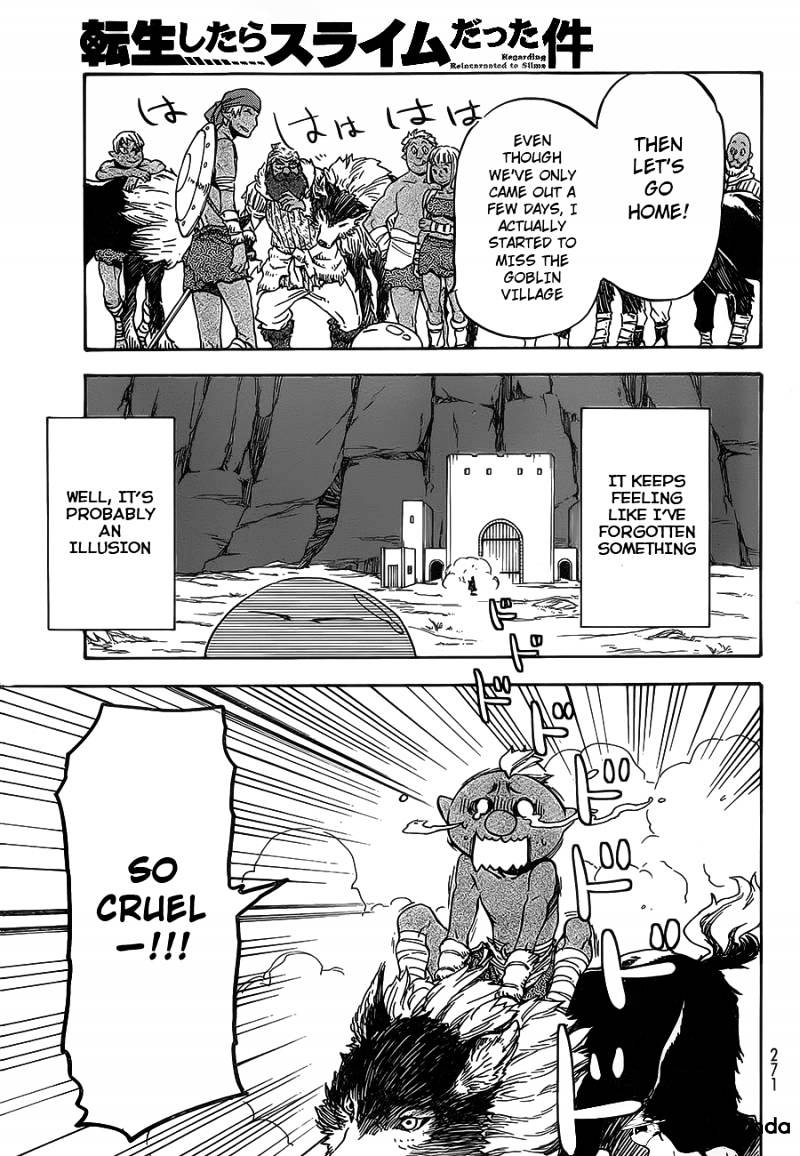 転生したらスライムだった件
Regarding
Reincarnated to Slime
は
はは
はは
THEN
LET'S
GO
HOME!
EVEN
THOUGH
WE'VE ONLY
CAME OUT
A FEW
DAYS, I
ACTUALLY
STARTED TO
MISS THE
GOBLIN
VILLAGE
IT KEEPS
FEELING
LIKE I'VE
FORGOTTEN
SOMETHING
WELL, IT'S
PROBABLY
AN
ILLUSION
ドドドド
ドドドド
SO
CRUEL
—!!!
271